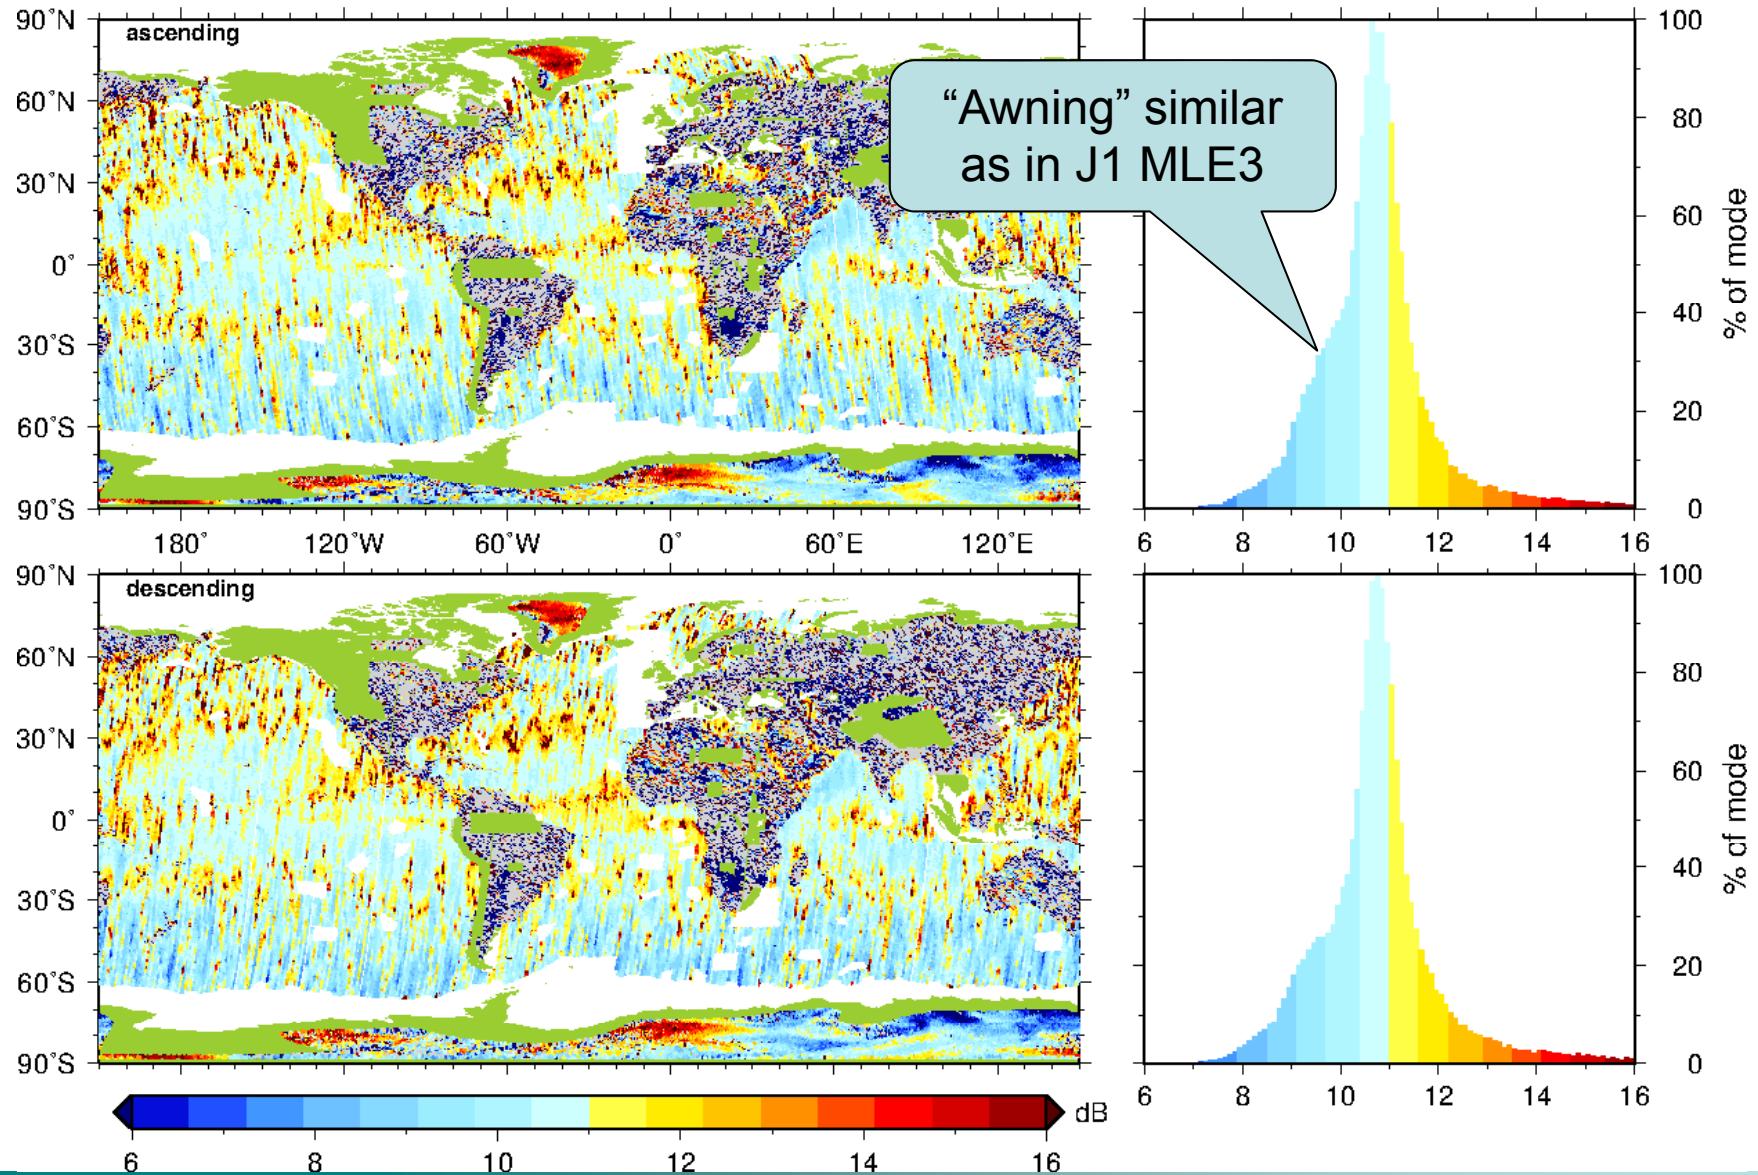 90˚N
ascending
60˚N
30˚N
0˚
30˚S
60˚S
90˚S
180˚ 120˚W 60˚W 0˚ 60˚E 120˚E
“Awning” similar
as in J1 MLE3
100
80
60
40
20
0
% of mode
6 8 10 12 14 16
90˚N
descending
60˚N
30˚N
0˚
30˚S
60˚S
90˚S
100
80
60
40
20
0
% of mode
6 8 10 12 14 16
dB
6 8 10 12 14 16